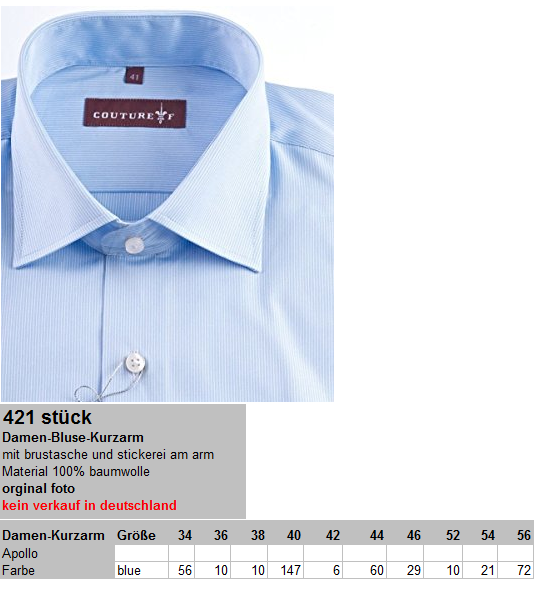 41
COUTURE F
421 stück
Damen-Bluse-Kurzarm
mit brustasche und stickerei am arm
Material 100% baumwolle
orginal foto
kein verkauf in deutschland
Damen-Kurzarm Größe 34 36 38 40 42 44 46 52 54 56
Apollo
Farbe blue 56 10 10 147 6 60 29 10 21 72